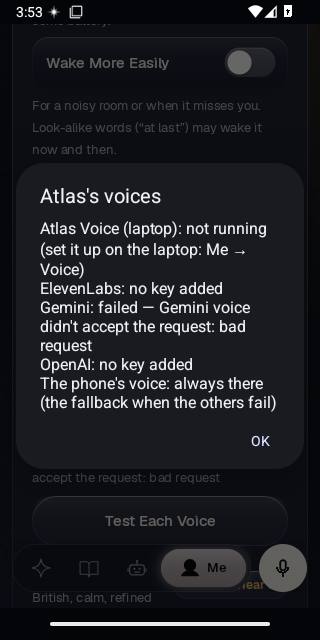 3:53
Wake More Easily
For a noisy room or when it misses you.
Look-alike words (“at last”) may wake it
now and then.
Atlas's voices
Atlas Voice (laptop): not running
(set it up on the laptop: Me →
Voice)
ElevenLabs: no key added
Gemini: failed — Gemini voice
didn't accept the request: bad
request
OpenAI: no key added
The phone's voice: always there
(the fallback when the others fail)
OK
accept the request: bad request
Test Each Voice
Me
British, calm, refined